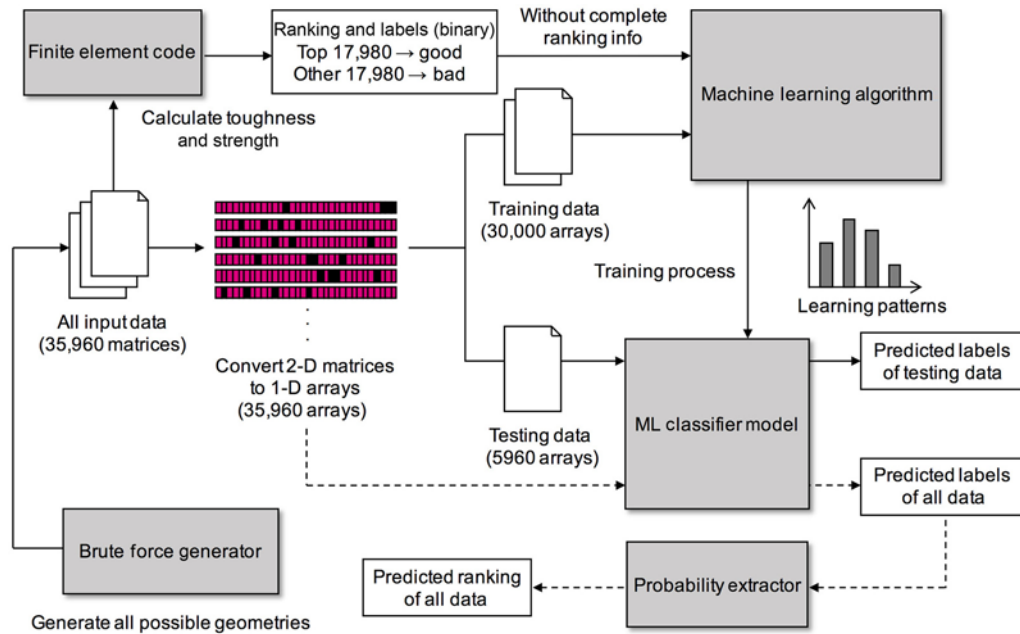 Finite element code
Ranking and labels (binary)
Top 17,980 → good
Other 17,980 → bad
Without complete
ranking info
Machine learning algorithm
Calculate toughness
and strength
Training data
(30,000 arrays)
Training process
Learning patterns
All input data
(35,960 matrices)
Convert 2-D matrices
to 1-D arrays
(35,960 arrays)
Testing data
(5960 arrays)
ML classifier model
Predicted labels
of testing data
Predicted labels
of all data
Brute force generator
Generate all possible geometries
Predicted ranking
of all data
Probability extractor